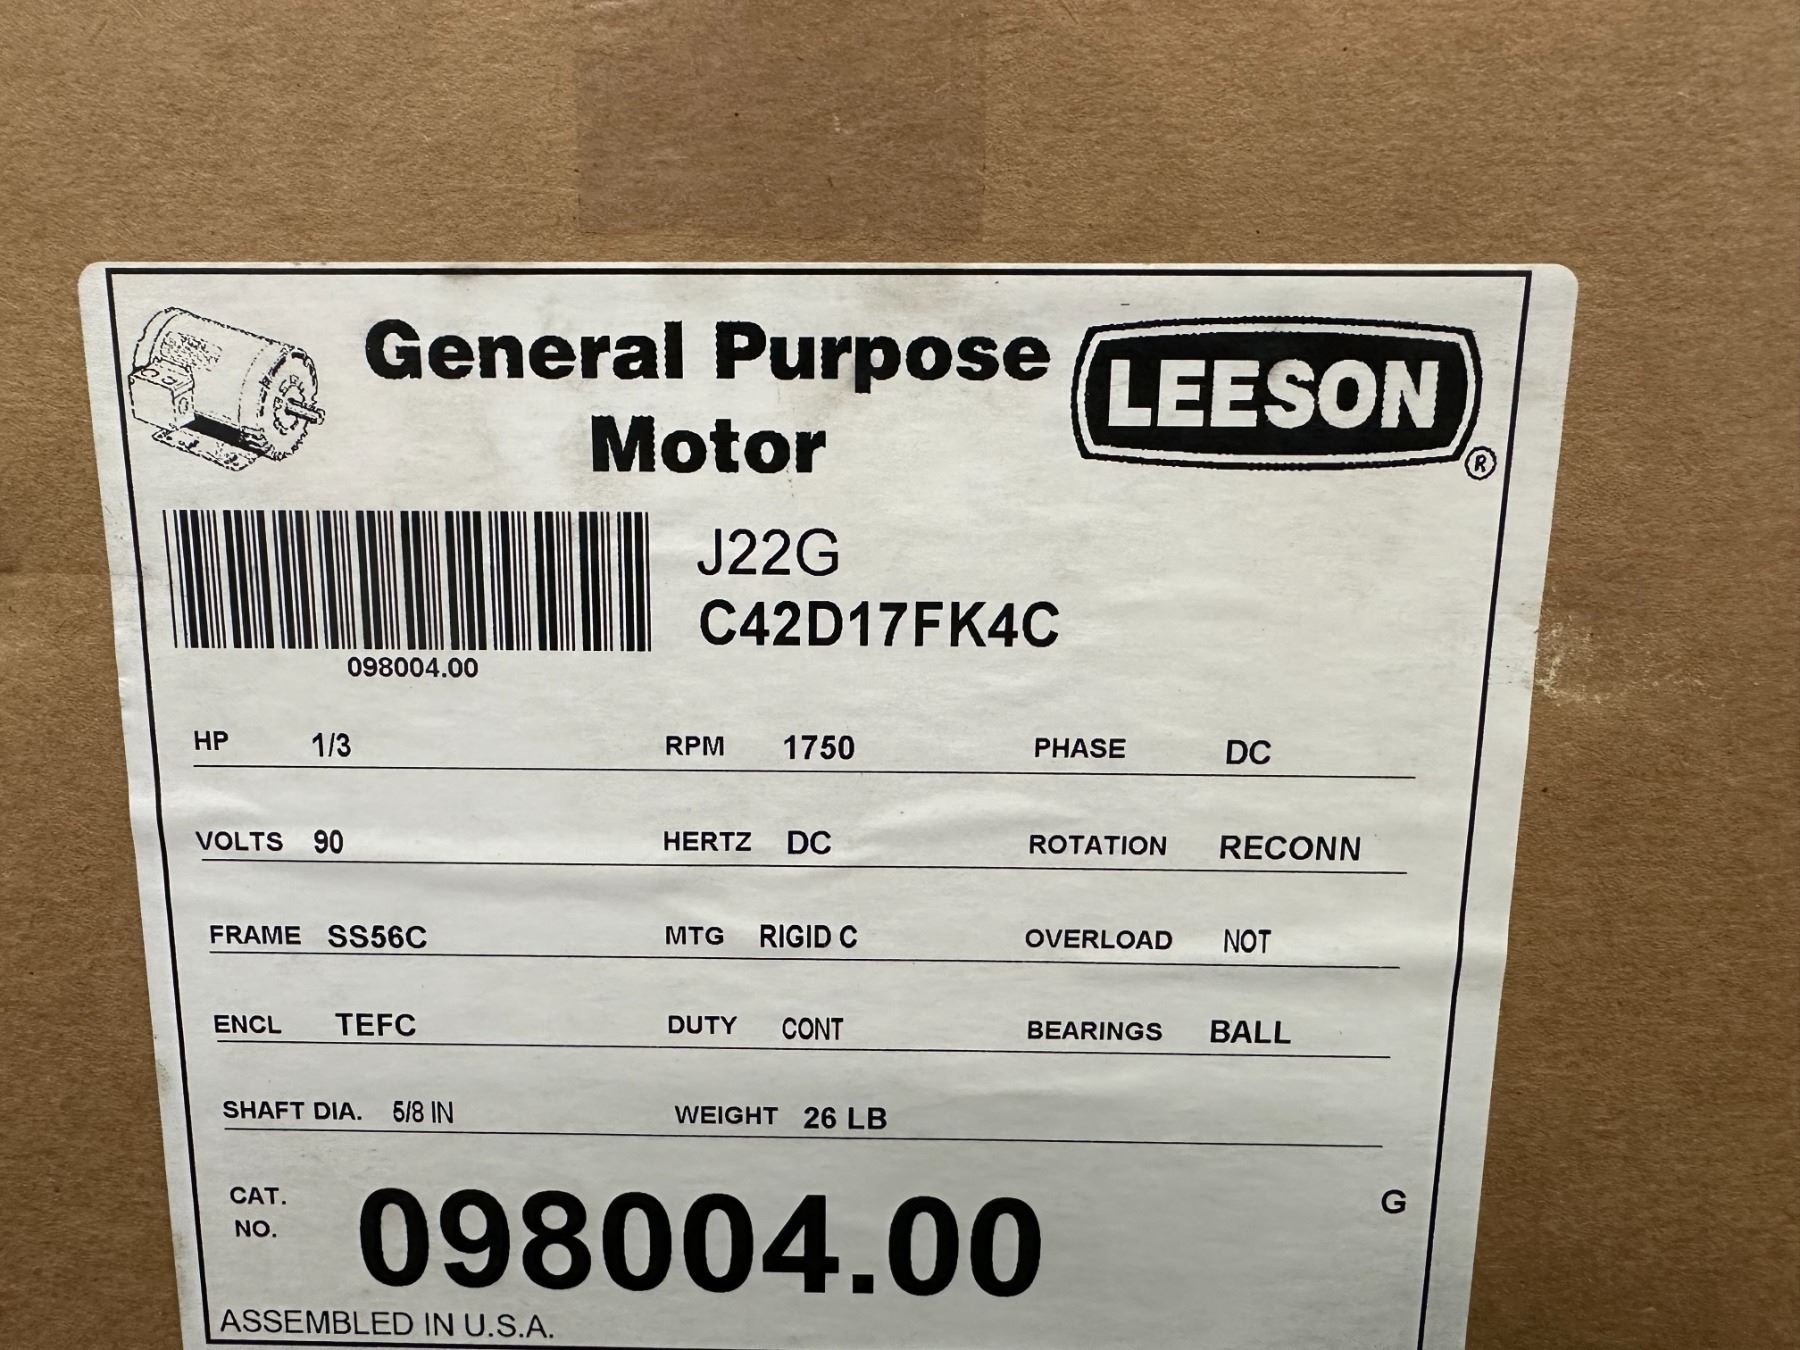 General Purpose
Motor
LEESON
®
J22G
C42D17FK4C
098004.00
HP 1/3 RPM 1750 PHASE DC
VOLTS 90 HERTZ DC ROTATION RECONN
FRAME SS56C MTG RIGID C OVERLOAD NOT
ENCL TEFC DUTY CONT BEARINGS BALL
SHAFT DIA. 5/8 IN WEIGHT 26 LB
CAT.
NO. 098004.00 G
ASSEMBLED IN U.S.A.